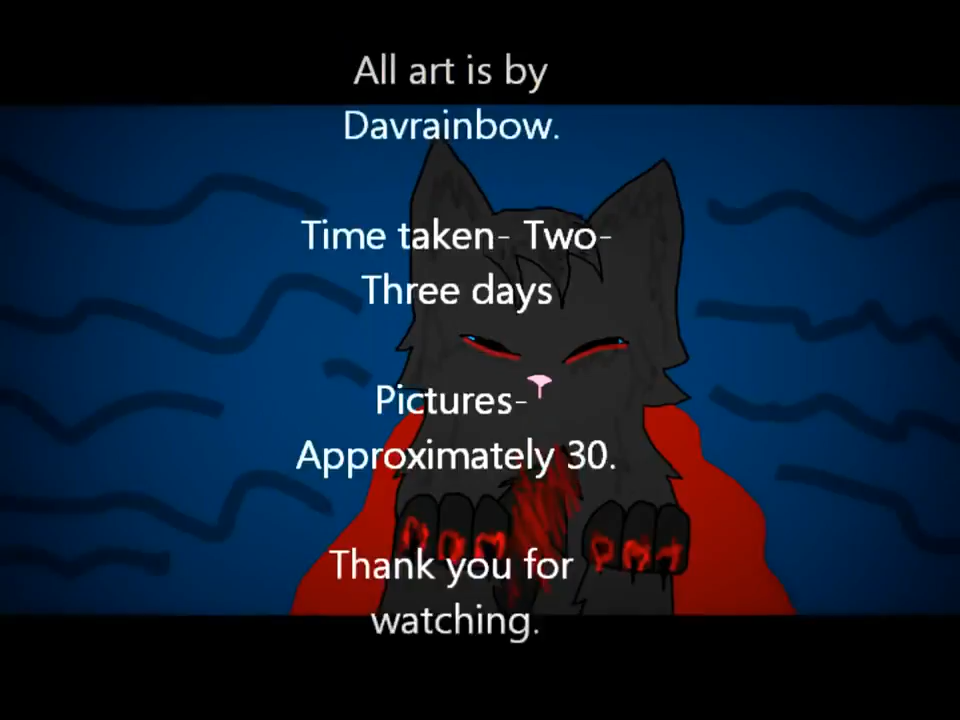 All art is by
Davrainbow.
Time taken- Two-
Three days
Pictures-
Approximately 30.
Thank you for
watching.